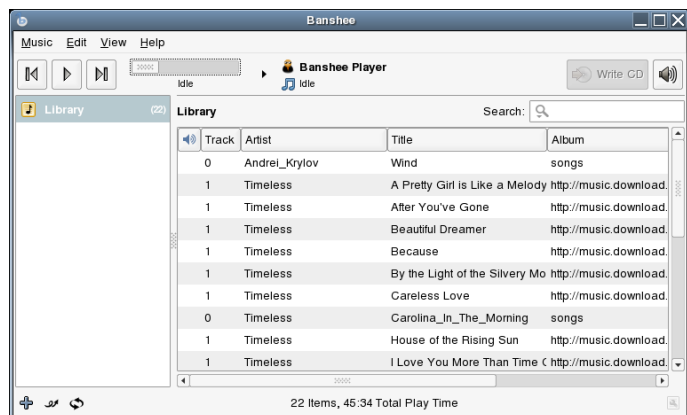 Banshee
Music Edit View Help
Idle
Banshee Player
Idle
Write CD
Library (22)
Library
Search:
Track Artist Title Album
0 Andrei_Krylov Wind songs
1 Timeless A Pretty Girl is Like a Melody http://music.download.
1 Timeless After You've Gone http://music.download.
1 Timeless Beautiful Dreamer http://music.download.
1 Timeless Because http://music.download.
1 Timeless By the Light of the Silvery Mo http://music.download.
1 Timeless Careless Love http://music.download.
0 Timeless Carolina_In_The_Morning songs
1 Timeless House of the Rising Sun http://music.download.
1 Timeless I Love You More Than Time ( http://music.download.
22 Items, 45:34 Total Play Time